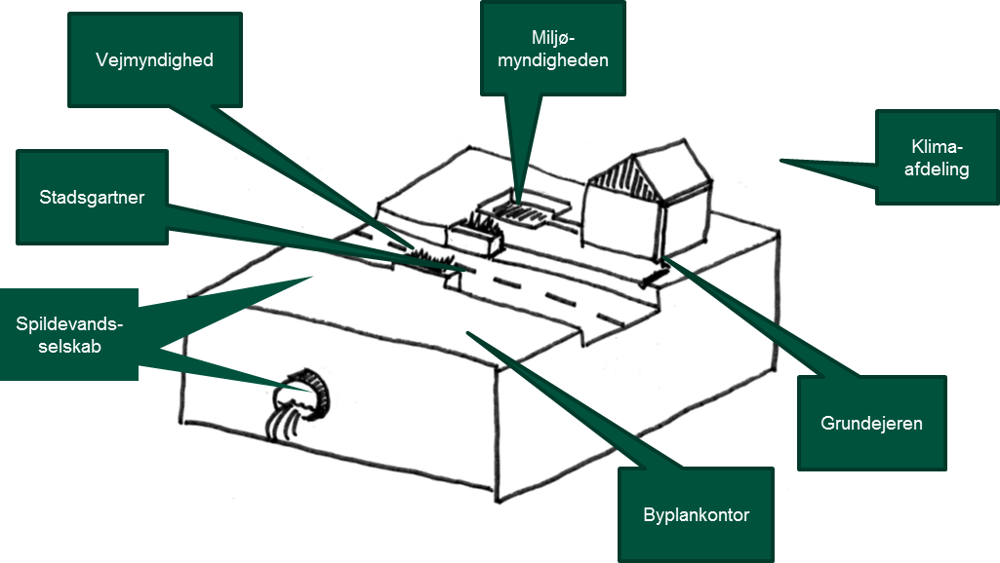 Vejmyndighed
Miljø-
myndigheden
Klima-
afdeling
Stadsgartner
Spildevands-
selskab
Grundejeren
Byplankontor